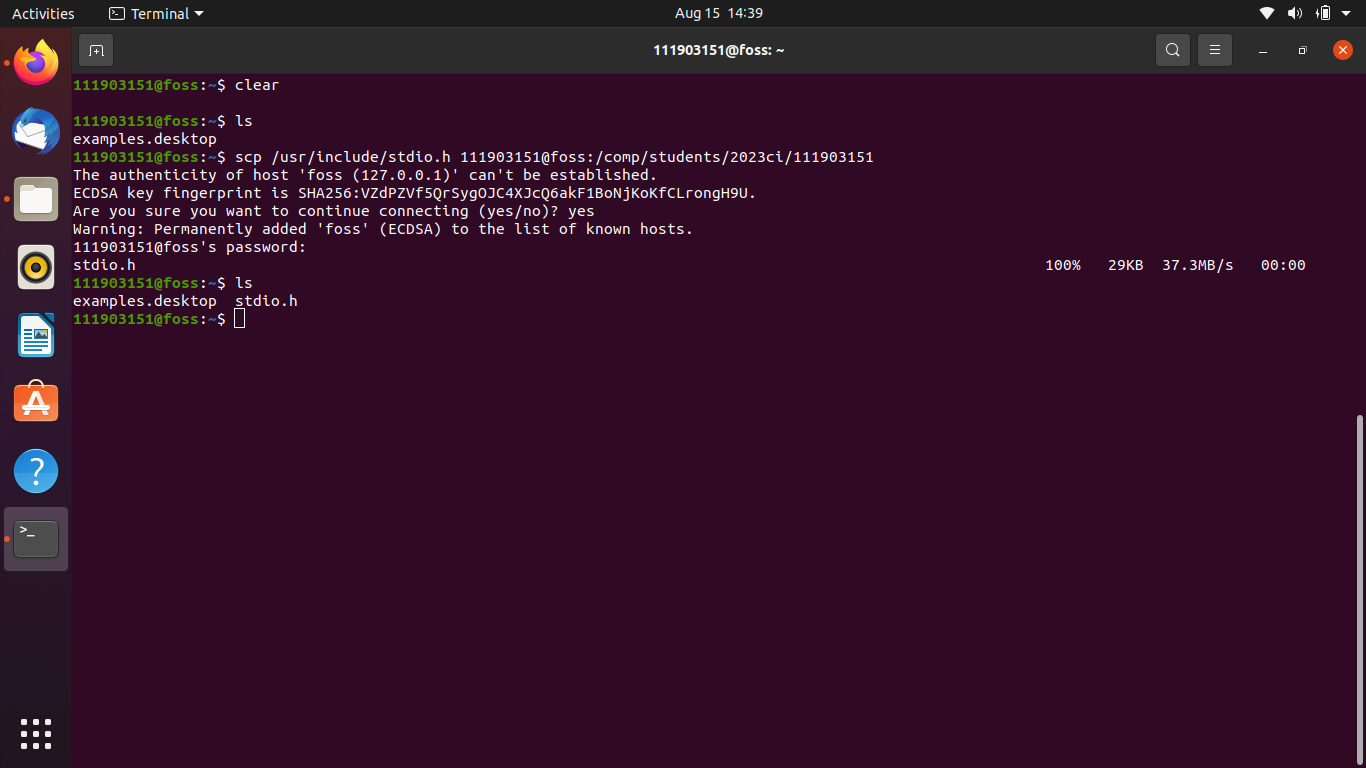 Activities
Terminal
Aug 15 14:39
111903151@foss: ~
111903151@foss:~$ clear
111903151@foss:~$ ls
examples.desktop
111903151@foss:~$ scp /usr/include/stdio.h 111903151@foss:/comp/students/2023ci/111903151
The authenticity of host 'foss (127.0.0.1)' can't be established.
ECDSA key fingerprint is SHA256:VZdPZVf5QrSygOJC4XJcQ6akF1BoNjKoKfCLrongH9U.
Are you sure you want to continue connecting (yes/no)? yes
Warning: Permanently added 'foss' (ECDSA) to the list of known hosts.
111903151@foss's password:
stdio.h 100% 29KB 37.3MB/s 00:00
111903151@foss:~$ ls
examples.desktop stdio.h
111903151@foss:~$